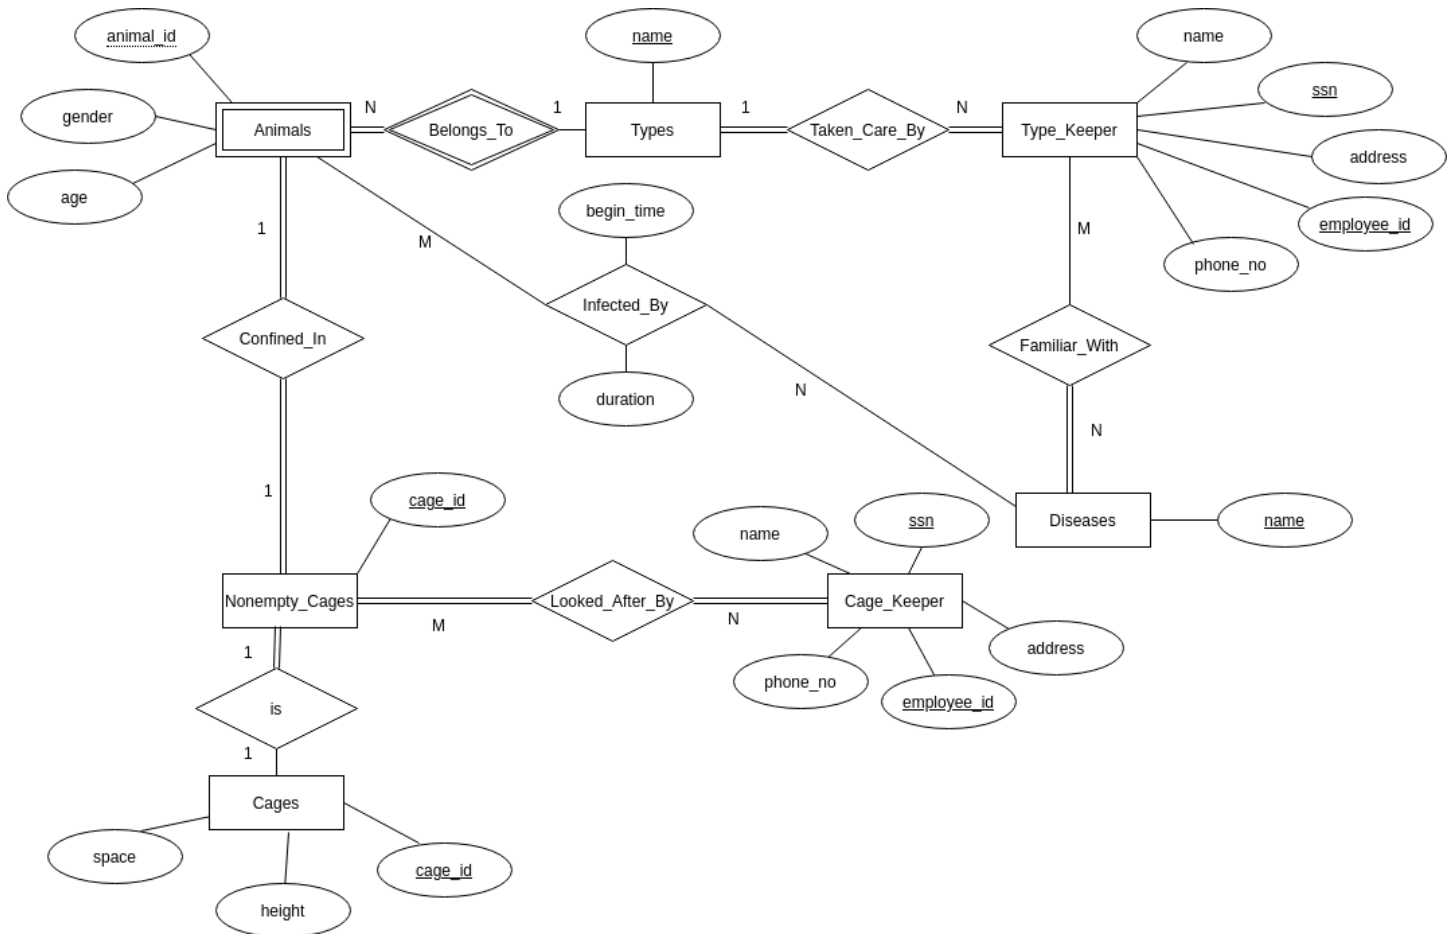 animal_id
name
name
gender
N
1
1
N
ssn
Animals
Belongs_To
Types
Taken_Care_By
Type_Keeper
address
age
begin_time
employee_id
1
M
M
phone_no
Infected_By
Confined_In
Familiar_With
N
duration
N
1
cage_id
name
ssn
Diseases
name
Nonempty_Cages
Looked_After_By
Cage_Keeper
M
N
1
address
phone_no
employee_id
is
1
Cages
space
cage_id
height